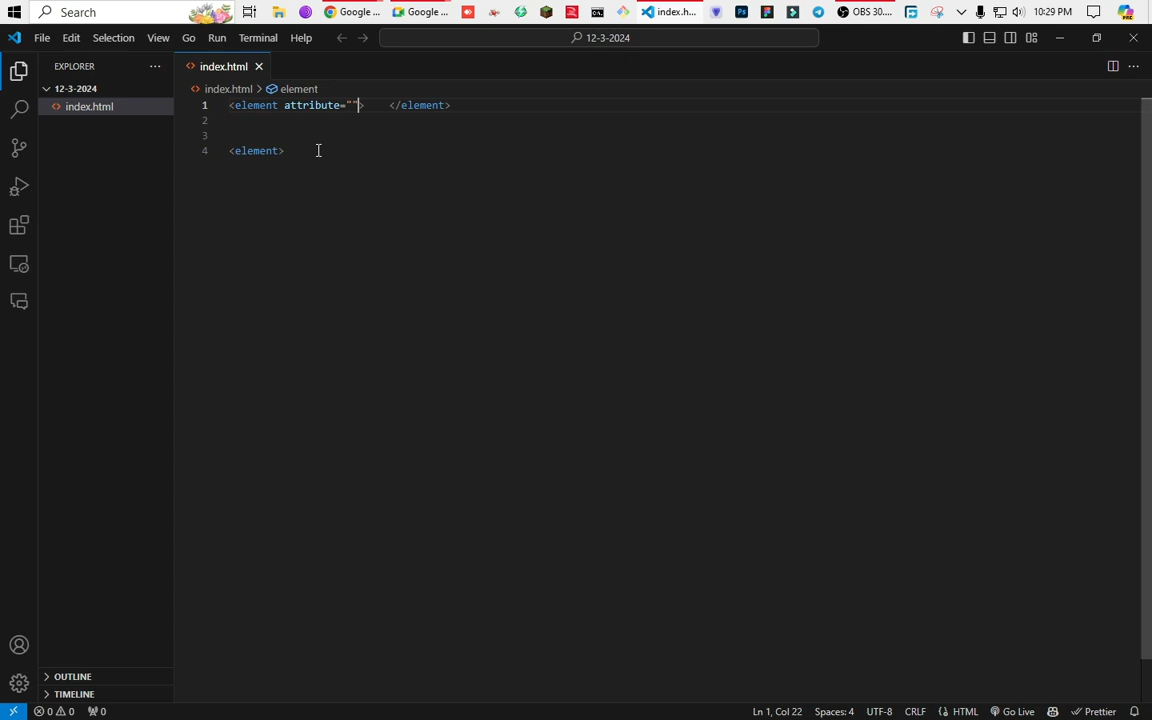 Search
Google ...
Google ...
index.h...
OBS 30....
10:29 PM
File Edit Selection View Go Run Terminal Help
12-3-2024
EXPLORER
index.html
12-3-2024
index.html > element
index.html
1 <element attribute="">    </element>
2
3
4 <element>
OUTLINE
TIMELINE
0 0 0
Ln 1, Col 22 Spaces: 4 UTF-8 CRLF {} HTML Go Live Prettier